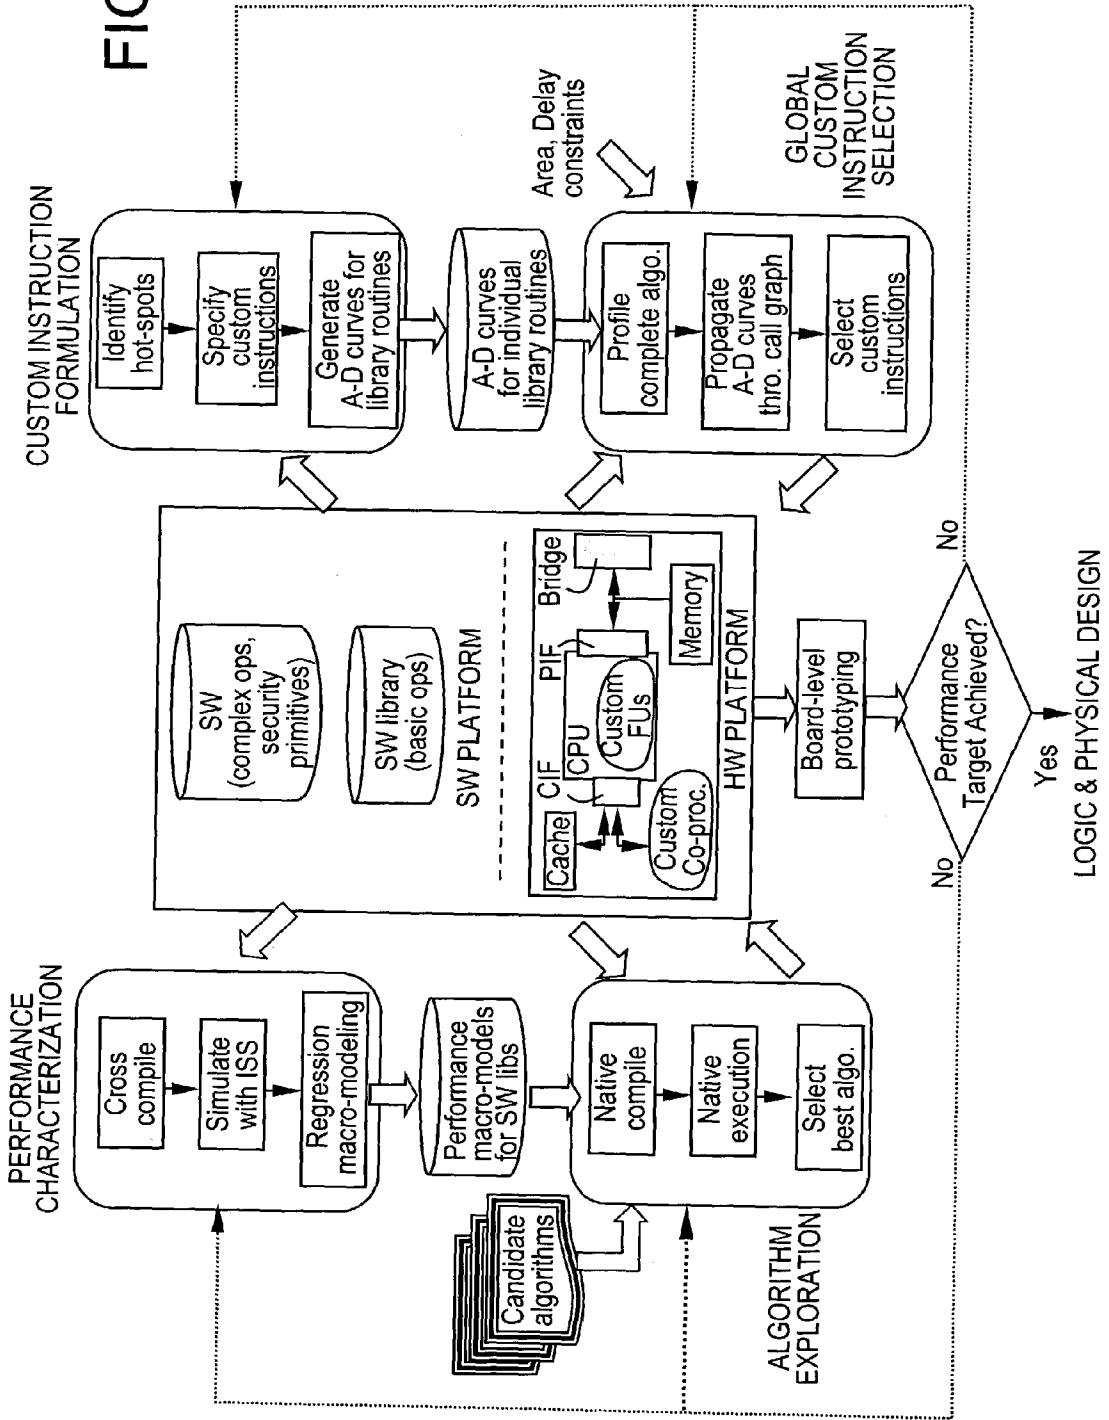 FIG
PERFORMANCE
CHARACTERIZATION
Cross
compile
Simulate
with ISS
Regression
macro-modeling
Performance
macro-models
for SW libs
Candidate
algorithms
Native
compile
Native
execution
Select
best algo.
ALGORITHM
EXPLORATION
SW
(complex ops,
security
primitives)
SW library
(basic ops)
SW PLATFORM
Cache
CIF
CPU
PIF
Bridge
Custom
FUs
Custom
Co-proc.
Memory
HW PLATFORM
Board-level
prototyping
Performance
Target Achieved?
No
No
Yes
LOGIC & PHYSICAL DESIGN
CUSTOM INSTRUCTION
FORMULATION
Identify
hot-spots
Specify
custom
instructions
Generate
A-D curves for
library routines
A-D curves
for individual
library routines
Area, Delay
constraints
Profile
complete algo.
Propagate
A-D curves
thro. call graph
Select
custom
instructions
GLOBAL
CUSTOM
INSTRUCTION
SELECTION